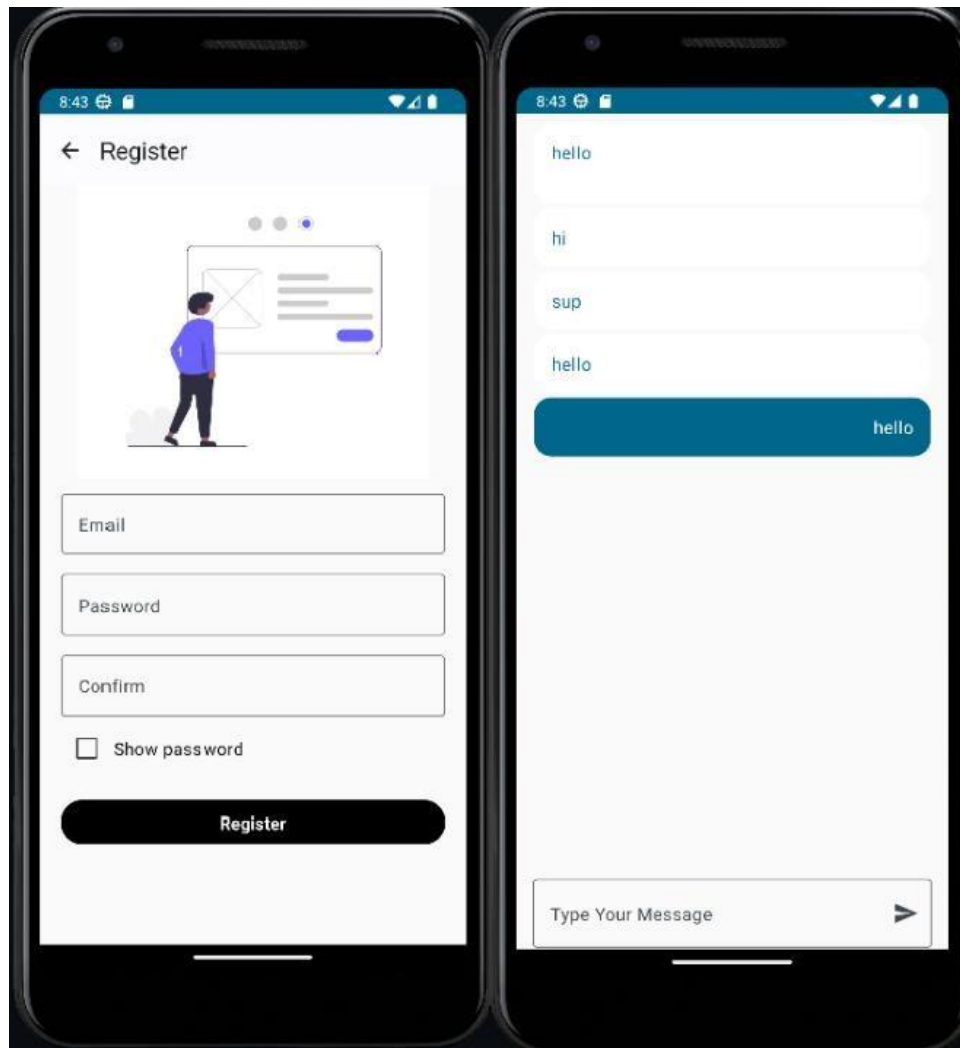 8:43
Register
Email
Password
Confirm
Show password
Register
8:43
hello
hi
sup
hello
hello
Type Your Message